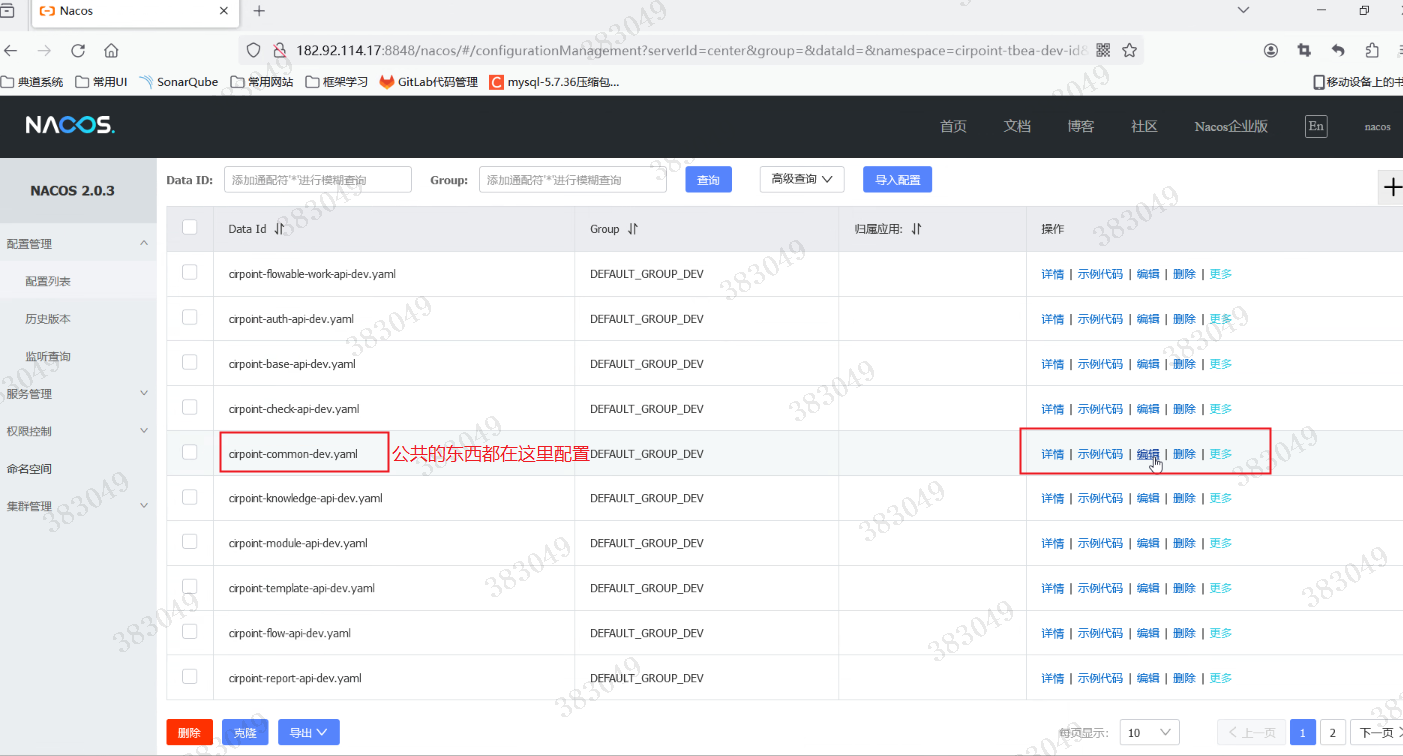 Nacos
182.92.114.17:8848/nacos/#/configurationManagement?serverId=center&group=&dataId=&namespace=cirpoint-tbea-dev-id&
典道系统 常用UI SonarQube 常用网站 框架学习 GitLab代码管理 mysql-5.7.36压缩包... 移动设备上的书
NACOS. 首页 文档 博客 社区 Nacos企业版 En nacos
NACOS 2.0.3
配置管理
配置列表
历史版本
监听查询
服务管理
权限控制
命名空间
集群管理
Data ID: 添加通配符'*'进行模糊查询 Group: 添加通配符'*'进行模糊查询 查询 高级查询 导入配置
Data Id Group 归属应用: 操作
cirpoint-flowable-work-api-dev.yaml DEFAULT_GROUP_DEV 详情 | 示例代码 | 编辑 | 删除 | 更多
cirpoint-auth-api-dev.yaml DEFAULT_GROUP_DEV 详情 | 示例代码 | 编辑 | 删除 | 更多
cirpoint-base-api-dev.yaml DEFAULT_GROUP_DEV 详情 | 示例代码 | 编辑 | 删除 | 更多
cirpoint-check-api-dev.yaml DEFAULT_GROUP_DEV 详情 | 示例代码 | 编辑 | 删除 | 更多
cirpoint-common-dev.yaml 公共的东西都在这里配置 DEFAULT_GROUP_DEV 详情 | 示例代码 | 编辑 | 删除 | 更多
cirpoint-knowledge-api-dev.yaml DEFAULT_GROUP_DEV 详情 | 示例代码 | 编辑 | 删除 | 更多
cirpoint-module-api-dev.yaml DEFAULT_GROUP_DEV 详情 | 示例代码 | 编辑 | 删除 | 更多
cirpoint-template-api-dev.yaml DEFAULT_GROUP_DEV 详情 | 示例代码 | 编辑 | 删除 | 更多
cirpoint-flow-api-dev.yaml DEFAULT_GROUP_DEV 详情 | 示例代码 | 编辑 | 删除 | 更多
cirpoint-report-api-dev.yaml DEFAULT_GROUP_DEV 详情 | 示例代码 | 编辑 | 删除 | 更多
删除 克隆 导出 每页显示: 10 上一页 1 2 下一页
383049